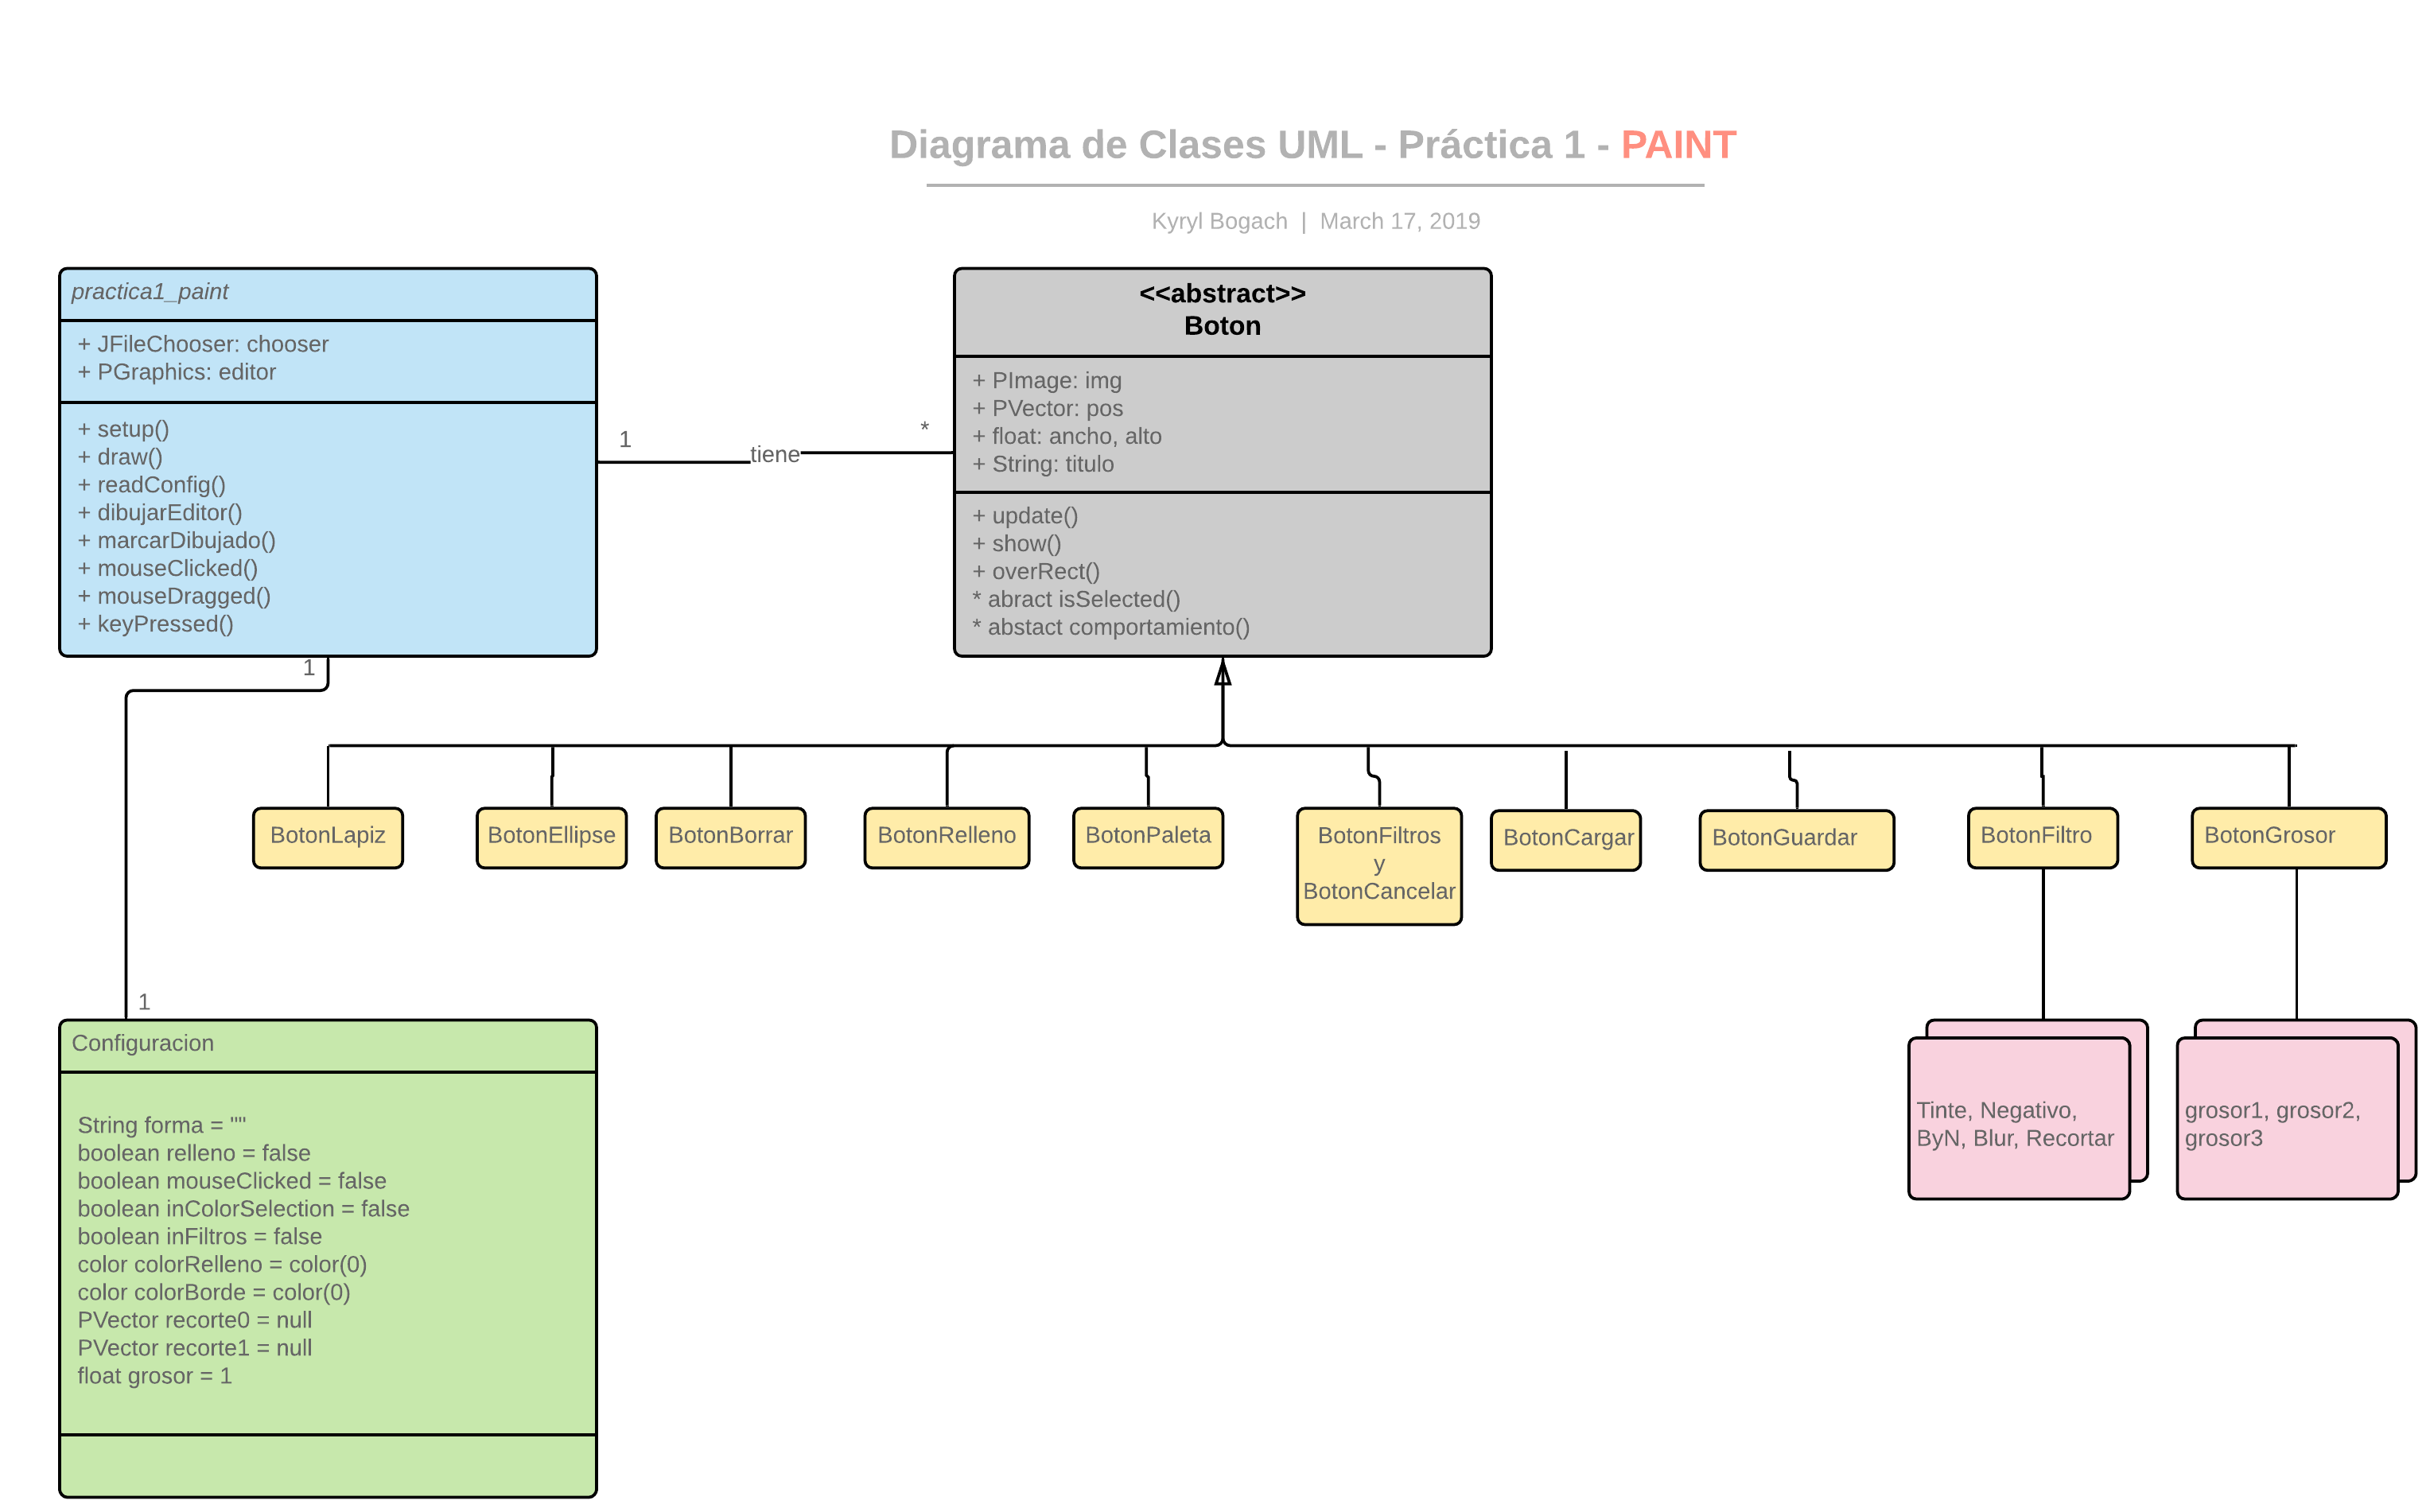 Diagrama de Clases UML - Práctica 1 - PAINT
Kyryl Bogach | March 17, 2019
practica1_paint
+ JFileChooser: chooser
+ PGraphics: editor
+ setup()
+ draw()
+ readConfig()
+ dibujarEditor()
+ marcarDibujado()
+ mouseClicked()
+ mouseDragged()
+ keyPressed()
1
tiene
*
<<abstract>>
Boton
+ PImage: img
+ PVector: pos
+ float: ancho, alto
+ String: titulo
+ update()
+ show()
+ overRect()
* abract isSelected()
* abstact comportamiento()
1
BotonLapiz
BotonEllipse
BotonBorrar
BotonRelleno
BotonPaleta
BotonFiltros
y
BotonCancelar
BotonCargar
BotonGuardar
BotonFiltro
BotonGrosor
1
Configuracion
String forma = ""
boolean relleno = false
boolean mouseClicked = false
boolean inColorSelection = false
boolean inFiltros = false
color colorRelleno = color(0)
color colorBorde = color(0)
PVector recorte0 = null
PVector recorte1 = null
float grosor = 1
Tinte, Negativo,
ByN, Blur, Recortar
grosor1, grosor2,
grosor3